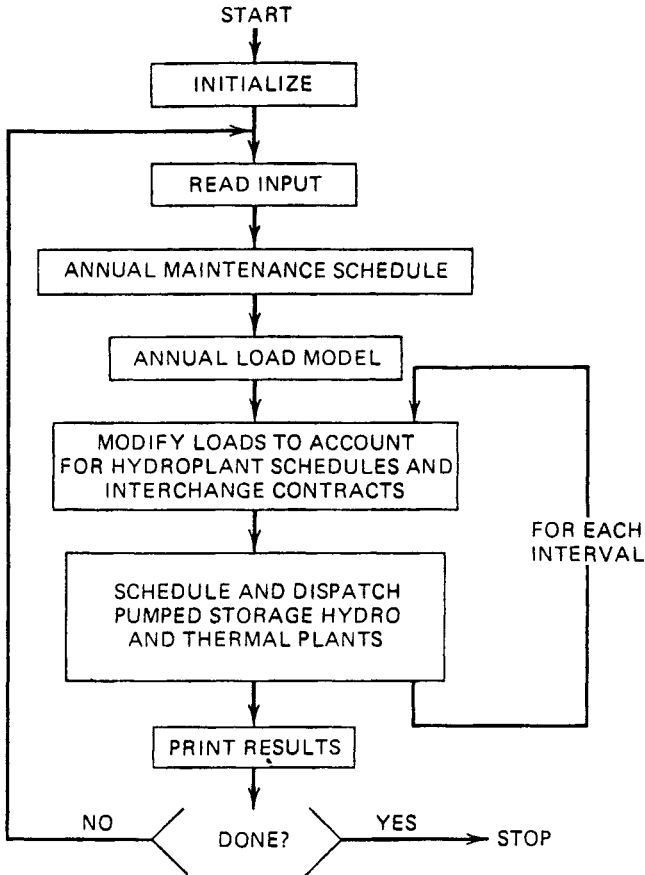 START
INITIALIZE
READ INPUT
ANNUAL MAINTENANCE SCHEDULE
ANNUAL LOAD MODEL
MODIFY LOADS TO ACCOUNT
FOR HYDROPLANT SCHEDULES AND
INTERCHANGE CONTRACTS
FOR EACH
INTERVAL
SCHEDULE AND DISPATCH
PUMPED STORAGE HYDRO
AND THERMAL PLANTS
PRINT RESULTS
NO
DONE?
YES
STOP